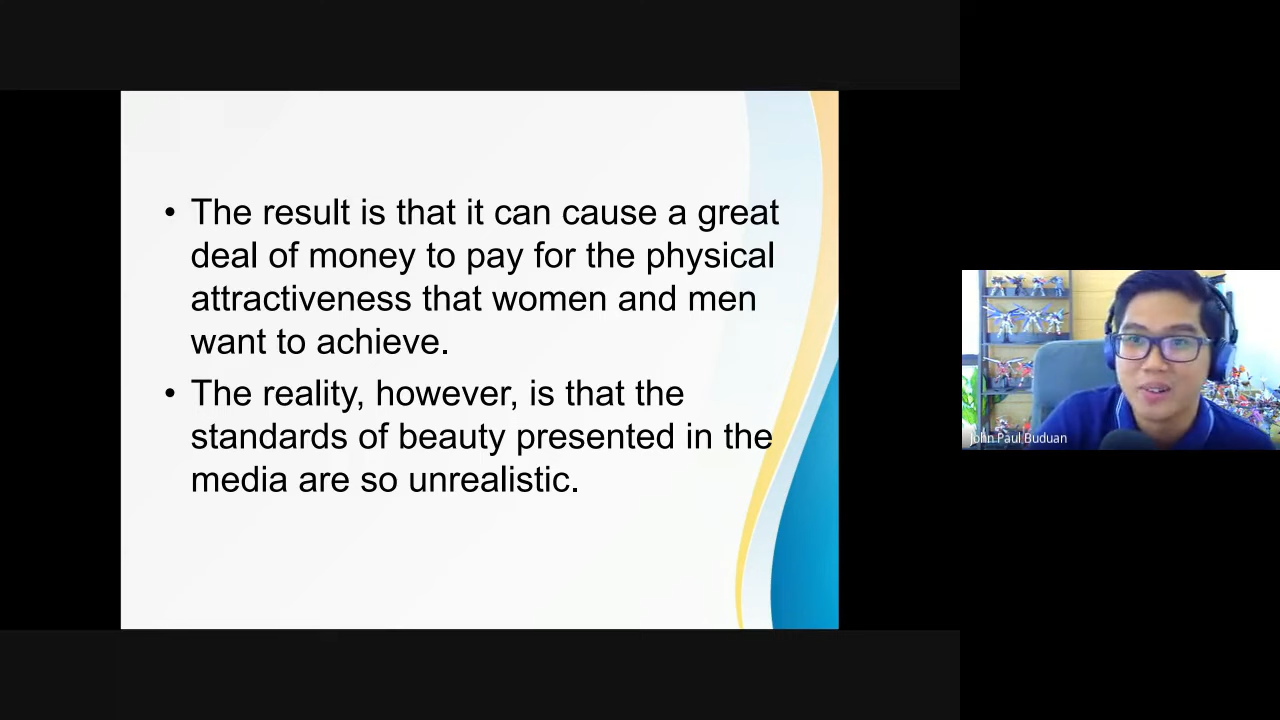 • The result is that it can cause a great
deal of money to pay for the physical
attractiveness that women and men
want to achieve.
• The reality, however, is that the
standards of beauty presented in the
media are so unrealistic.
John Paul Buduan